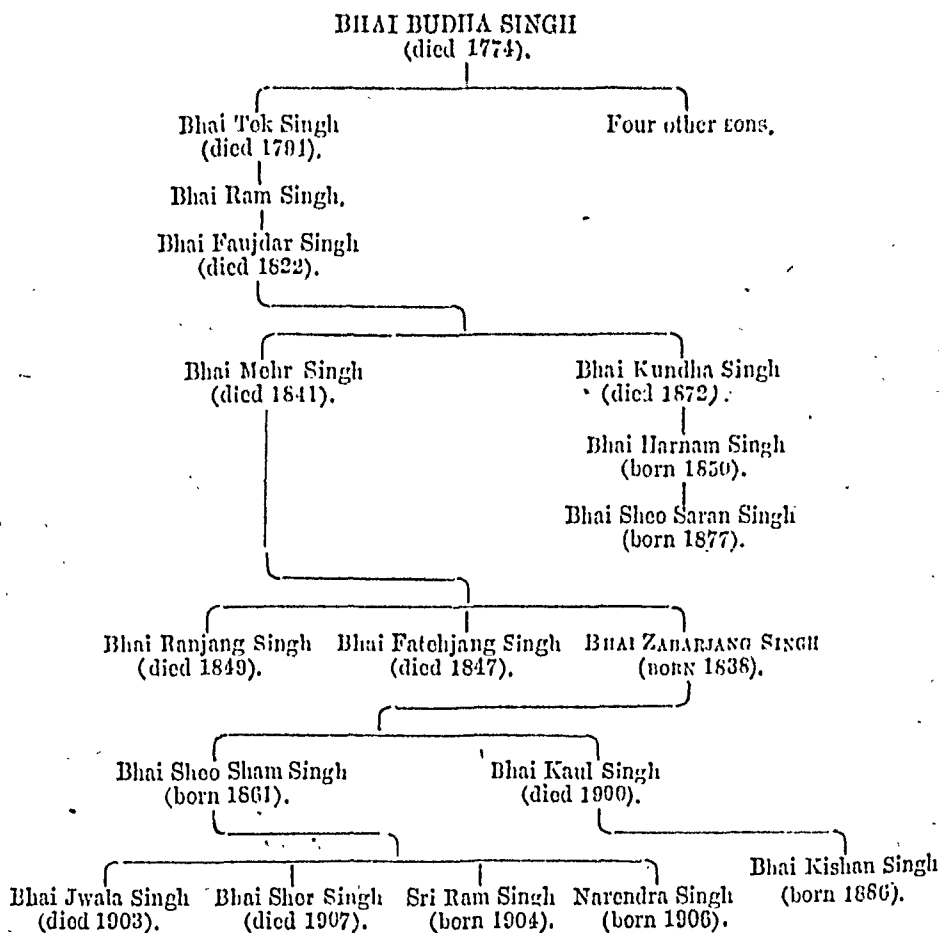 BHAI BUDHA SINGH
(died 1774).
Bhai Tek Singh
(died 1791).
Four other sons.
Bhai Ram Singh.
Bhai Faujdar Singh
(died 1822).
Bhai Mehr Singh
(died 1841).
Bhai Kundha Singh
(died 1872).
Bhai Harnam Singh
(born 1850).
Bhai Sheo Saran Singh
(born 1877).
Bhai Ranjang Singh
(died 1849).
Bhai Fatehjang Singh
(died 1847).
BHAI ZABARJANG SINGH
(BORN 1838).
Bhai Sheo Sham Singh
(born 1861).
Bhai Kaul Singh
(died 1900).
Bhai Kishan Singh
(born 1886).
Bhai Jwala Singh
(died 1903).
Bhai Sher Singh
(died 1907).
Sri Ram Singh
(born 1904).
Narendra Singh
(born 1906).